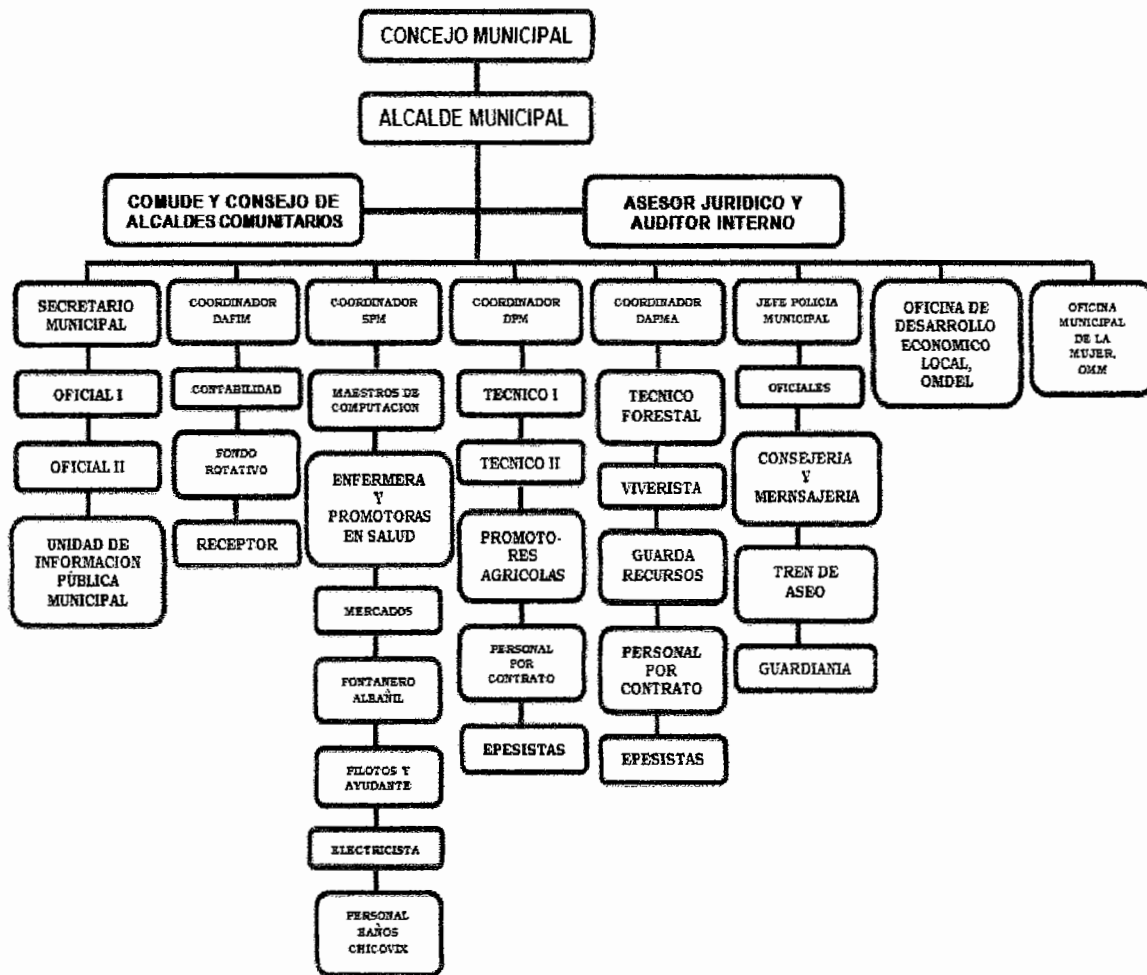 CONCEJO MUNICIPAL
ALCALDE MUNICIPAL
COMUDE Y CONSEJO DE
ALCALDES COMUNITARIOS
ASESOR JURIDICO Y
AUDITOR INTERNO
SECRETARIO
MUNICIPAL
OFICIAL I
OFICIAL II
UNIDAD DE
INFORMACION
PÚBLICA
MUNICIPAL
COORDINADOR
DAFIM
CONTABILIDAD
FONDO
ROTATIVO
RECEPTOR
COORDINADOR
SPM
MAESTROS DE
COMPUTACION
ENFERMERA
Y
PROMOTORAS
EN SALUD
MERCADOS
FONTANERO
ALBAÑIL
PILOTOS Y
AYUDANTE
ELECTRICISTA
PERSONAL
BAÑOS
CHICOVIX
COORDINADOR
DPM
TECNICO I
TECNICO II
PROMOTO-
RES
AGRICOLAS
PERSONAL
POR
CONTRATO
EPESISTAS
COORDINADOR
DAPMA
TECNICO
FORESTAL
VIVERISTA
GUARDA
RECURSOS
PERSONAL
POR
CONTRATO
EPESISTAS
JEFE POLICIA
MUNICIPAL
OFICIALES
CONSEJERIA
Y
MERNSAJERIA
TREN DE
ASEO
GUARDIANIA
OFICINA DE
DESARROLLO
ECONOMICO
LOCAL,
OMDEL
OFICINA
MUNICIPAL
DE LA
MUJER,
OMM